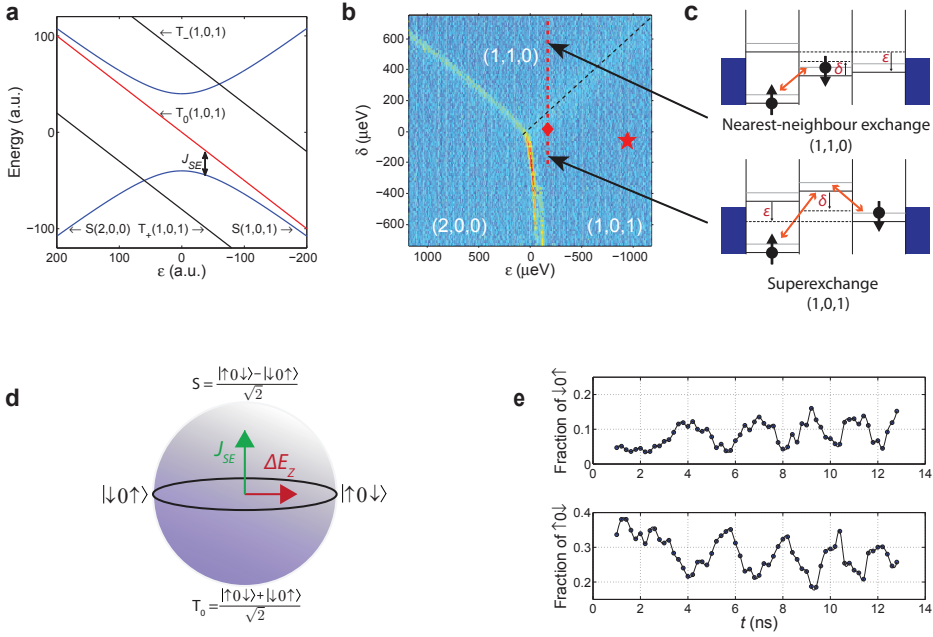 a
Energy (a.u.)
100
0
−100
←T₋(1,0,1)
←T₀(1,0,1)
J_SE
←S(2,0,0)
T₊(1,0,1)→
S(1,0,1)→
200
100
0
−100
−200
ε (a.u.)
b
δ (µeV)
600
400
200
0
−200
−400
−600
(1,1,0)
(2,0,0)
(1,0,1)
1000
500
0
−500
−1000
ε (µeV)
c
δ
ε
Nearest-neighbour exchange
(1,1,0)
ε
δ
Superexchange
(1,0,1)
d
S = |↑0↓⟩−|↓0↑⟩
√2
J_SE
ΔE_Z
|↓0↑⟩
|↑0↓⟩
T₀ = |↑0↓⟩+|↓0↑⟩
√2
e
Fraction of ↓0↑
0.2
0.1
0
0
2
4
6
8
10
12
14
Fraction of ↑0↓
0.4
0.3
0.2
0
2
4
6
8
10
12
14
t (ns)